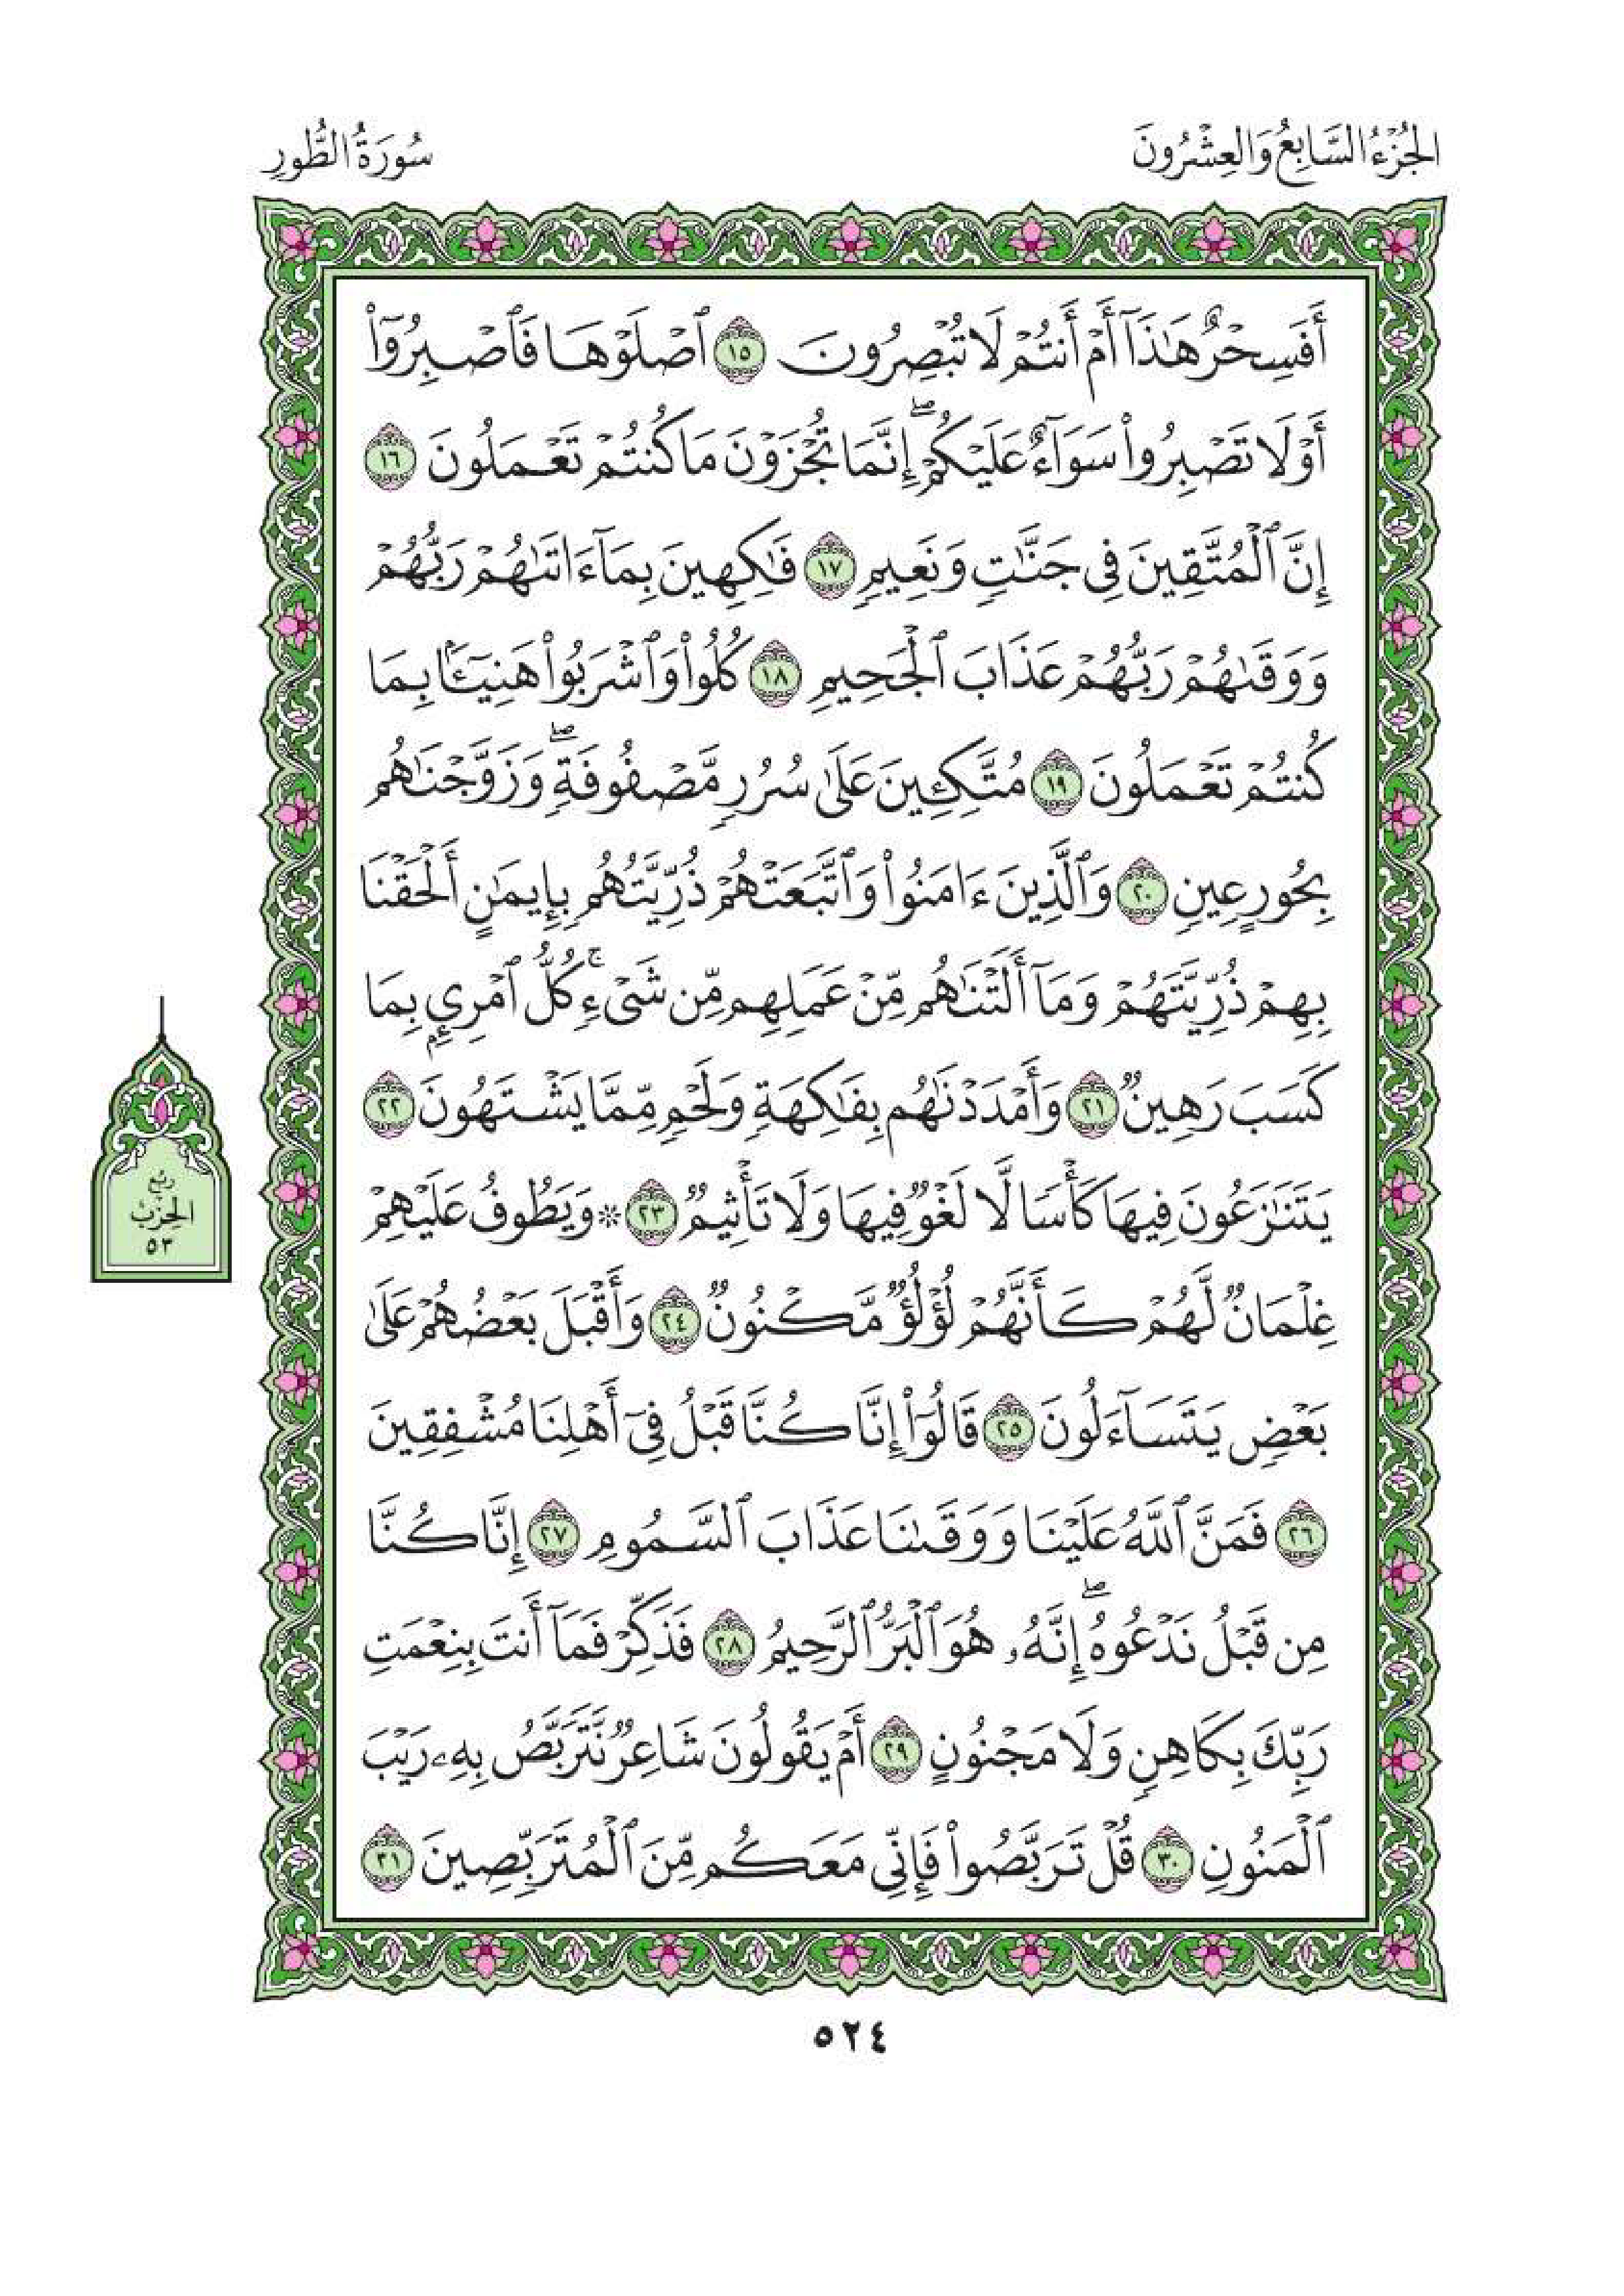 الجُزْءُ السَّابِعُ وَالعِشْرُونَ
سُورَةُ الطُّورِ
أَفَسِحْرٌ هَٰذَآ أَمْ أَنتُمْ لَا تُبْصِرُونَ ١٥ ٱصْلَوْهَا فَٱصْبِرُوٓا۟
أَوْ لَا تَصْبِرُوا۟ سَوَآءٌ عَلَيْكُمْ ۖ إِنَّمَا تُجْزَوْنَ مَا كُنتُمْ تَعْمَلُونَ ١٦
إِنَّ ٱلْمُتَّقِينَ فِى جَنَّٰتٍ وَنَعِيمٍ ١٧ فَٰكِهِينَ بِمَآ ءَاتَىٰهُمْ رَبُّهُمْ
وَوَقَىٰهُمْ رَبُّهُمْ عَذَابَ ٱلْجَحِيمِ ١٨ كُلُوا۟ وَٱشْرَبُوا۟ هَنِيٓـًٔۢا بِمَا
كُنتُمْ تَعْمَلُونَ ١٩ مُتَّكِـِٔينَ عَلَىٰ سُرُرٍ مَّصْفُوفَةٍ ۖ وَزَوَّجْنَٰهُم
بِحُورٍ عِينٍ ٢٠ وَٱلَّذِينَ ءَامَنُوا۟ وَٱتَّبَعَتْهُمْ ذُرِّيَّتُهُم بِإِيمَٰنٍ أَلْحَقْنَا
بِهِمْ ذُرِّيَّتَهُمْ وَمَآ أَلَتْنَٰهُم مِّنْ عَمَلِهِم مِّن شَىْءٍ ۚ كُلُّ ٱمْرِئٍۭ بِمَا
كَسَبَ رَهِينٌ ٢١ وَأَمْدَدْنَٰهُم بِفَٰكِهَةٍ وَلَحْمٍ مِّمَّا يَشْتَهُونَ ٢٢
يَتَنَٰزَعُونَ فِيهَا كَأْسًا لَّا لَغْوٌ فِيهَا وَلَا تَأْثِيمٌ ٢٣ * وَيَطُوفُ عَلَيْهِمْ
رُبْعُ
الحِزْبِ
٥٣
غِلْمَانٌ لَّهُمْ كَأَنَّهُمْ لُؤْلُؤٌ مَّكْنُونٌ ٢٤ وَأَقْبَلَ بَعْضُهُمْ عَلَىٰ
بَعْضٍ يَتَسَآءَلُونَ ٢٥ قَالُوٓا۟ إِنَّا كُنَّا قَبْلُ فِىٓ أَهْلِنَا مُشْفِقِينَ
٢٦ فَمَنَّ ٱللَّهُ عَلَيْنَا وَوَقَىٰنَا عَذَابَ ٱلسَّمُومِ ٢٧ إِنَّا كُنَّا
مِن قَبْلُ نَدْعُوهُ ۖ إِنَّهُۥ هُوَ ٱلْبَرُّ ٱلرَّحِيمُ ٢٨ فَذَكِّرْ فَمَآ أَنتَ بِنِعْمَتِ
رَبِّكَ بِكَاهِنٍ وَلَا مَجْنُونٍ ٢٩ أَمْ يَقُولُونَ شَاعِرٌ نَّتَرَبَّصُ بِهِۦ رَيْبَ
ٱلْمَنُونِ ٣٠ قُلْ تَرَبَّصُوا۟ فَإِنِّى مَعَكُم مِّنَ ٱلْمُتَرَبِّصِينَ ٣١
٥٢٤